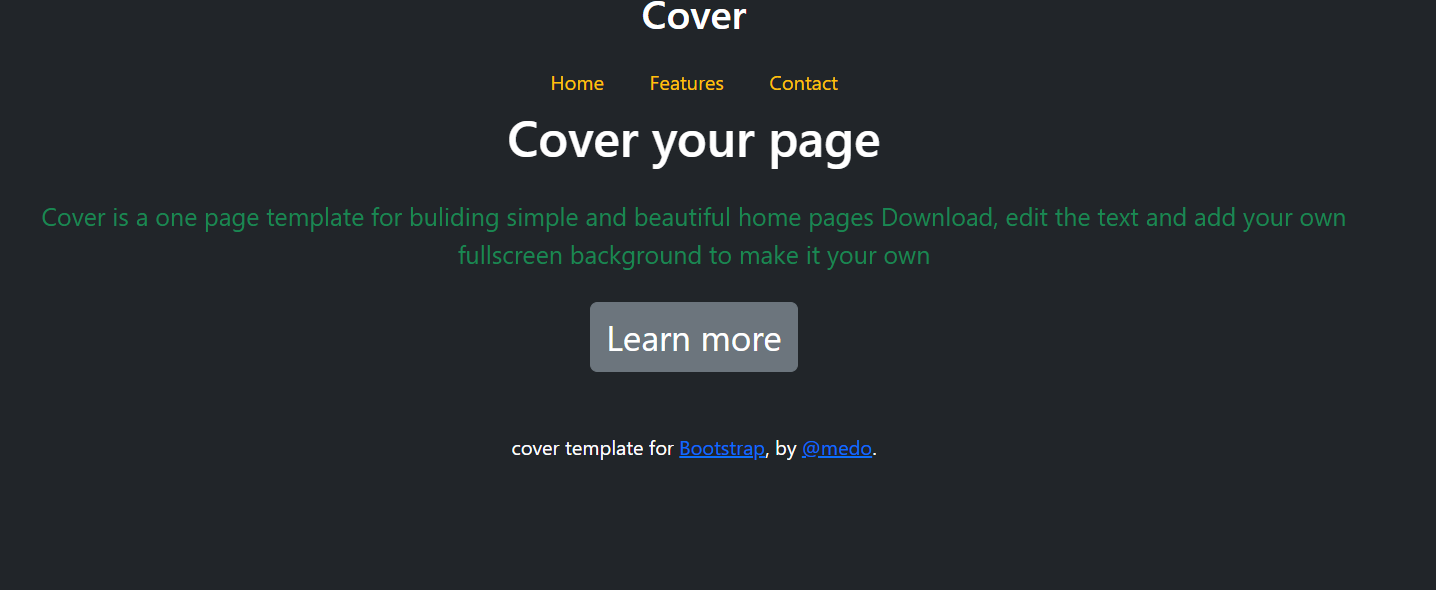 Cover
Home Features Contact
Cover your page
Cover is a one page template for buliding simple and beautiful home pages Download, edit the text and add your own
fullscreen background to make it your own
Learn more
cover template for Bootstrap, by @medo.